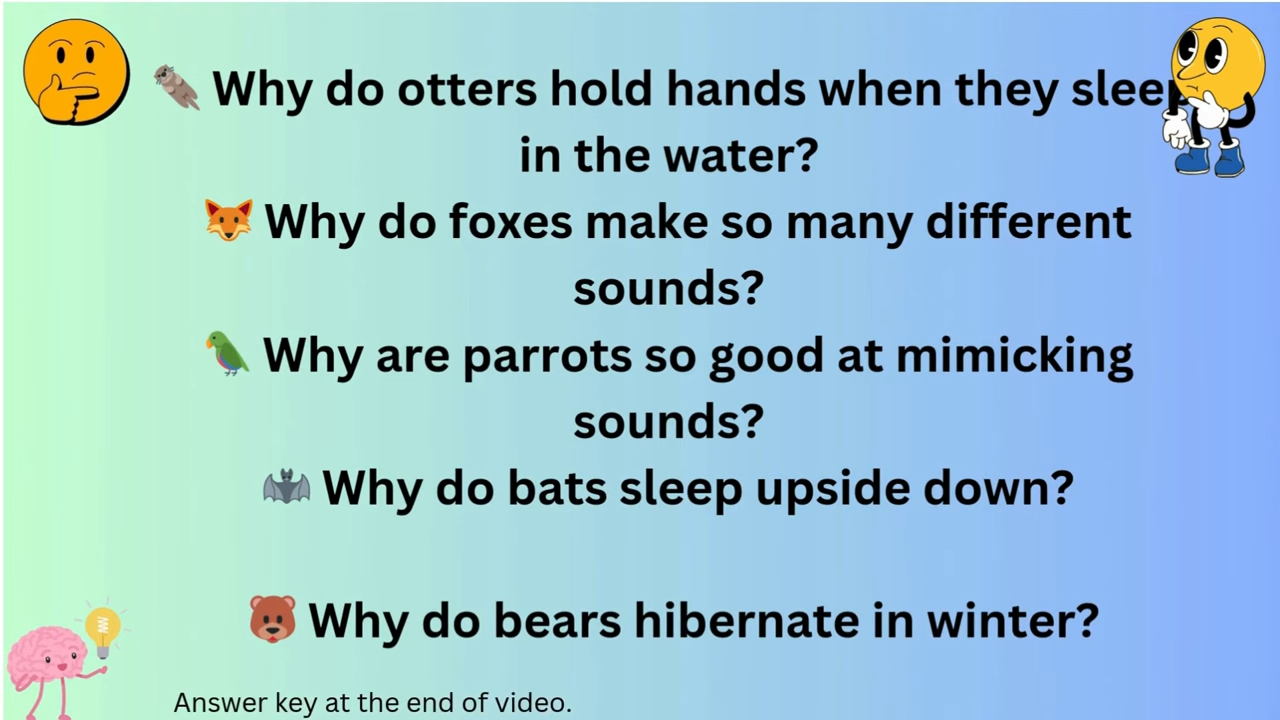 🦦 Why do otters hold hands when they sleep
in the water?
🦊 Why do foxes make so many different
sounds?
🦜 Why are parrots so good at mimicking
sounds?
🦇 Why do bats sleep upside down?
🐻 Why do bears hibernate in winter?
Answer key at the end of video.